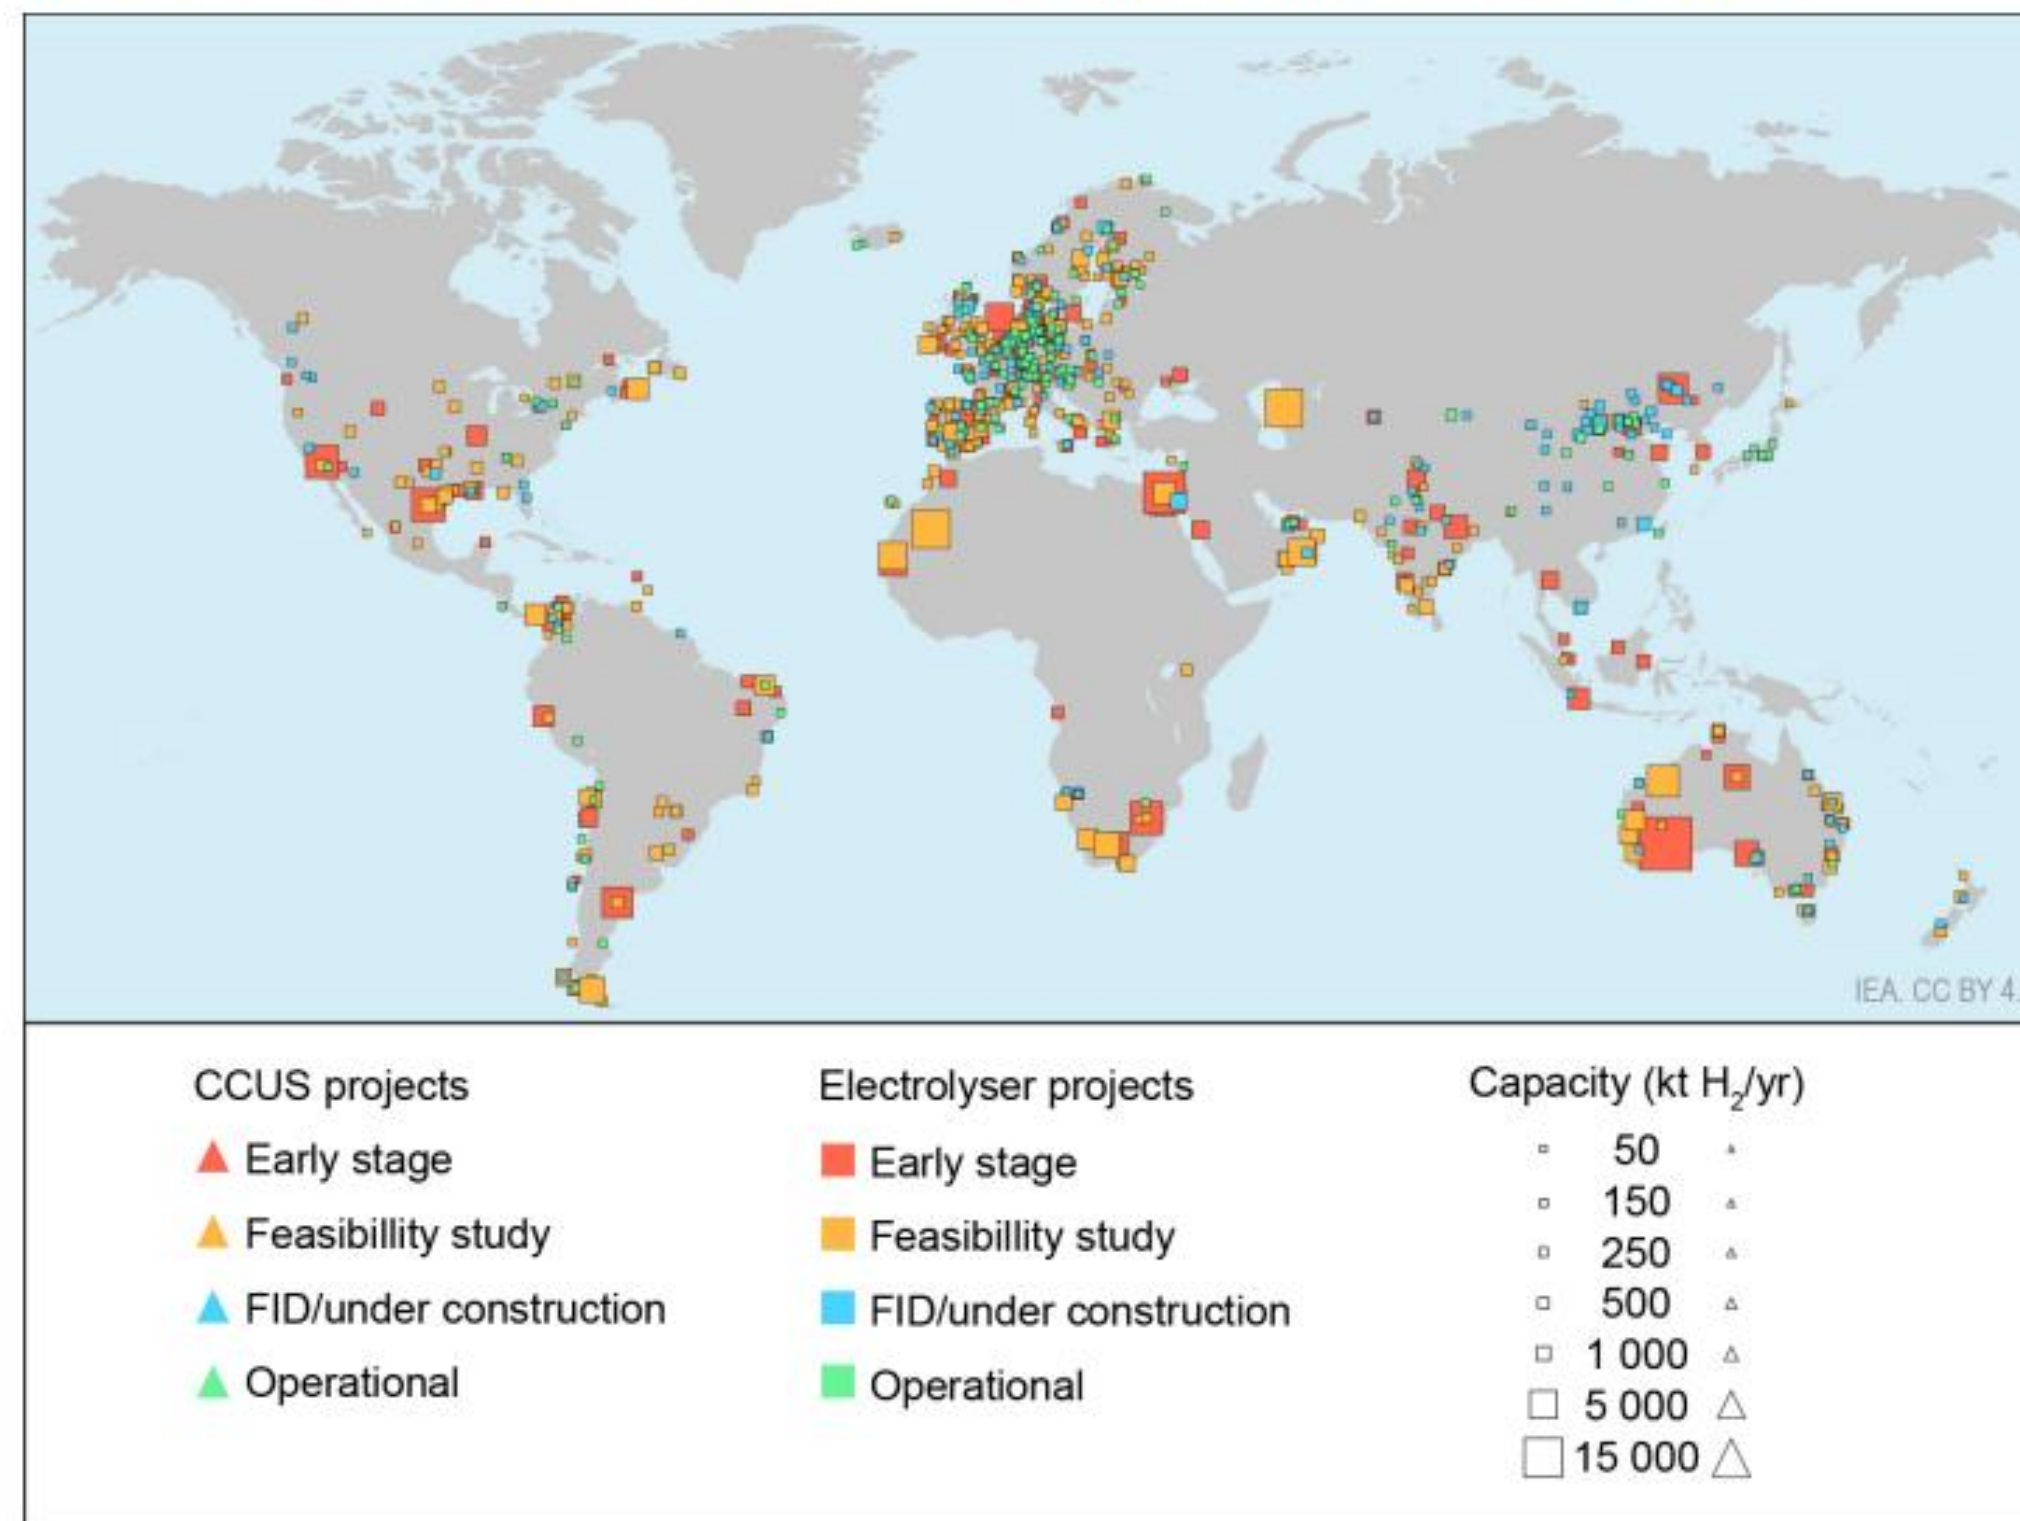 IEA. CC BY 4.
CCUS projects
Early stage
Feasibillity study
FID/under construction
Operational
Electrolyser projects
Early stage
Feasibillity study
FID/under construction
Operational
Capacity (kt H₂/yr)
50
150
250
500
1 000
5 000
15 000